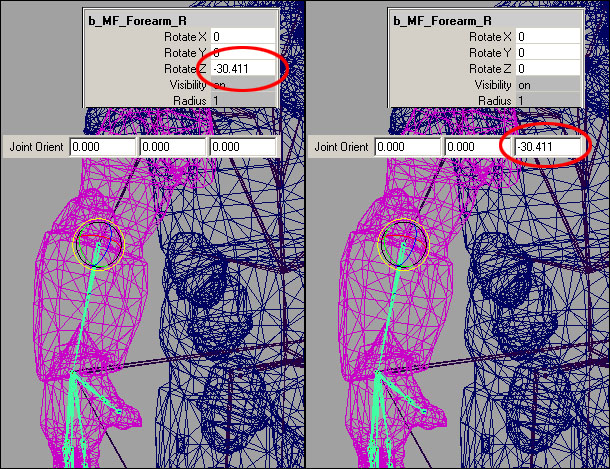 b_MF_Forearm_R
Rotate X 0
Rotate Y 0
Rotate Z -30.411
Visibility on
Radius 1
Joint Orient 0.000 0.000 0.000
b_MF_Forearm_R
Rotate X 0
Rotate Y 0
Rotate Z 0
Visibility on
Radius 1
Joint Orient 0.000 0.000 -30.411